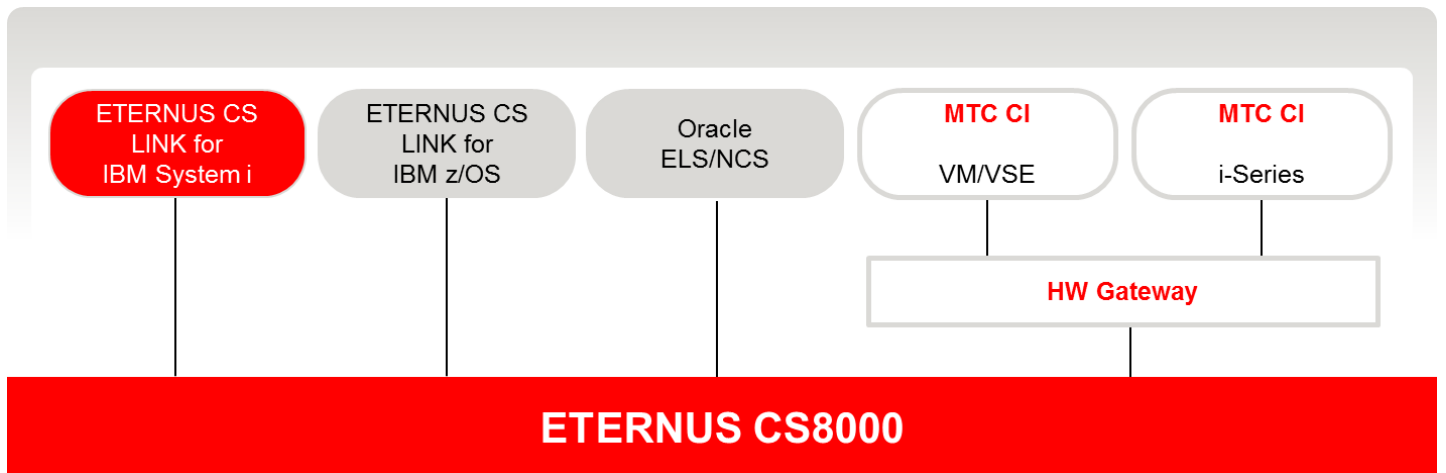 ETERNUS CS
LINK for
IBM System i
ETERNUS CS
LINK for
IBM z/OS
Oracle
ELS/NCS
MTC CI
VM/VSE
MTC CI
i-Series
HW Gateway
ETERNUS CS8000